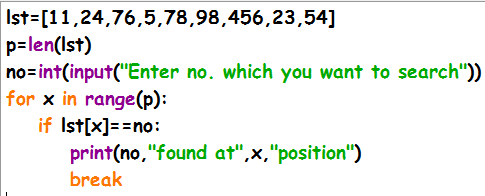 lst=[11,24,76,5,78,98,456,23,54]
p=len(lst)
no=int(input("Enter no. which you want to search"))
for x in range(p):
    if lst[x]==no:
        print(no,"found at",x,"position")
        break